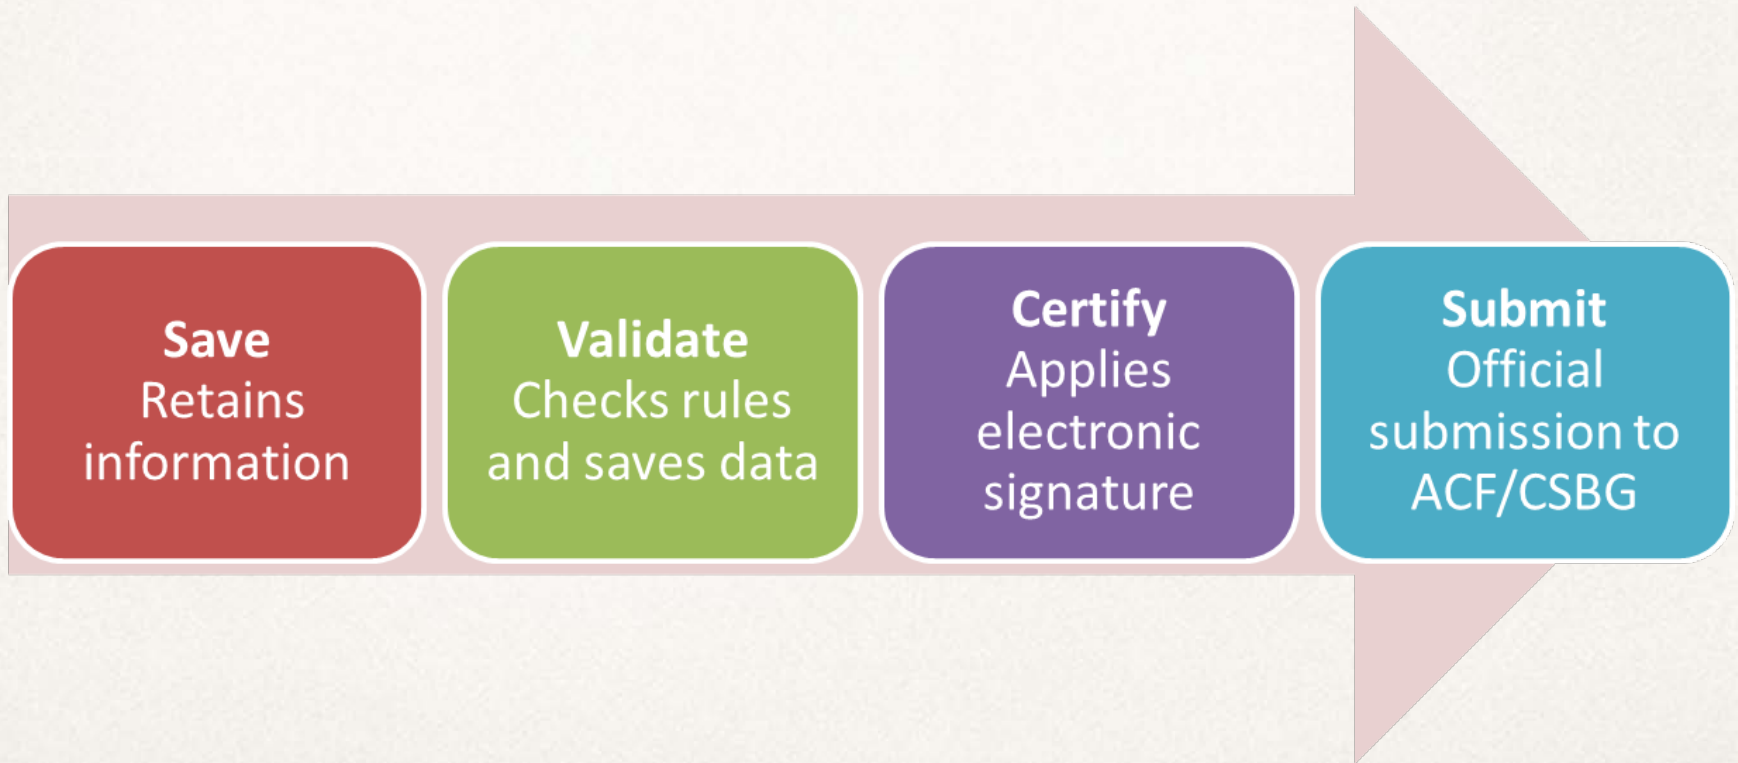 Save
Retains
information
Validate
Checks rules
and saves data
Certify
Applies
electronic
signature
Submit
Official
submission to
ACF/CSBG